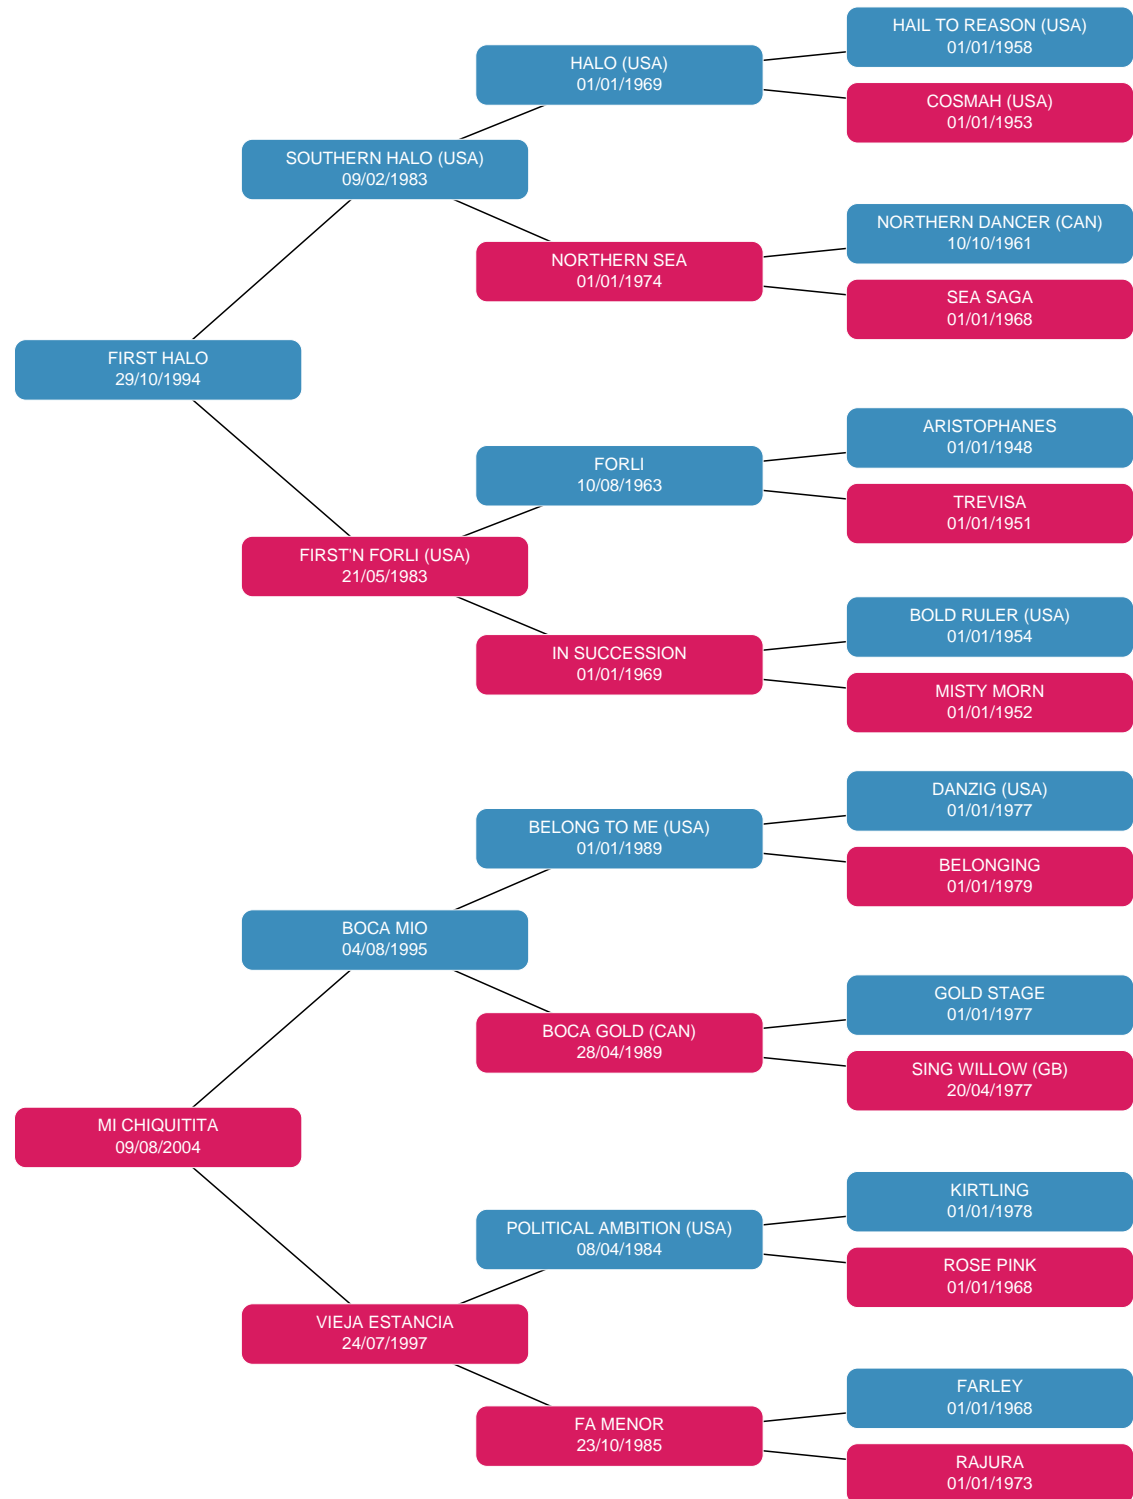 HAIL TO REASON (USA)
01/01/1958
HALO (USA)
01/01/1969
COSMAH (USA)
01/01/1953
SOUTHERN HALO (USA)
09/02/1983
NORTHERN DANCER (CAN)
10/10/1961
NORTHERN SEA
01/01/1974
SEA SAGA
01/01/1968
FIRST HALO
29/10/1994
ARISTOPHANES
01/01/1948
FORLI
10/08/1963
TREVISA
01/01/1951
FIRST'N FORLI (USA)
21/05/1983
BOLD RULER (USA)
01/01/1954
IN SUCCESSION
01/01/1969
MISTY MORN
01/01/1952
DANZIG (USA)
01/01/1977
BELONG TO ME (USA)
01/01/1989
BELONGING
01/01/1979
BOCA MIO
04/08/1995
GOLD STAGE
01/01/1977
BOCA GOLD (CAN)
28/04/1989
SING WILLOW (GB)
20/04/1977
MI CHIQUITITA
09/08/2004
KIRTLING
01/01/1978
POLITICAL AMBITION (USA)
08/04/1984
ROSE PINK
01/01/1968
VIEJA ESTANCIA
24/07/1997
FARLEY
01/01/1968
FA MENOR
23/10/1985
RAJURA
01/01/1973